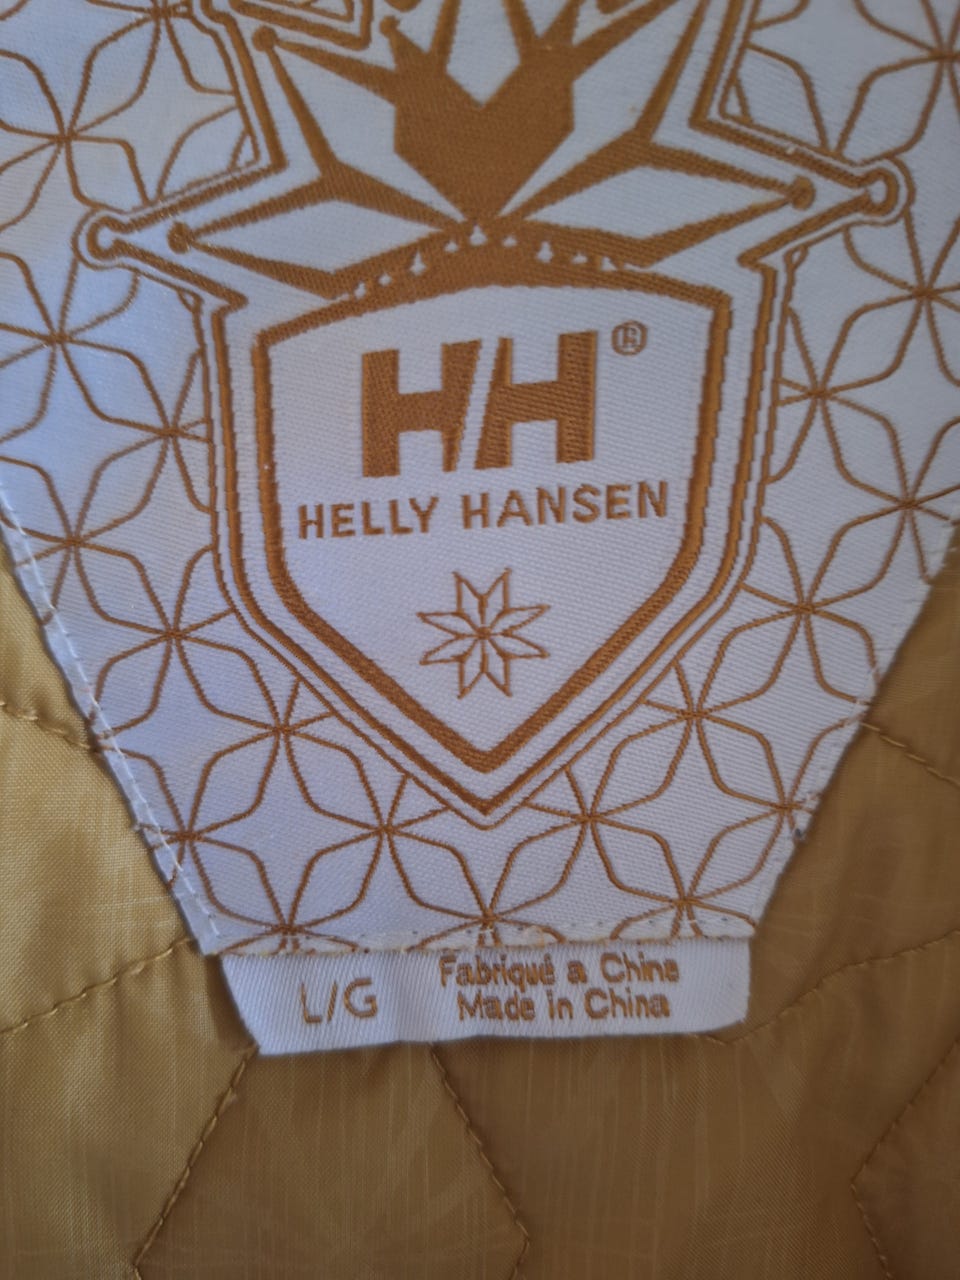 HH®
HELLY HANSEN
L/G
Fabriqué a Chine
Made in China